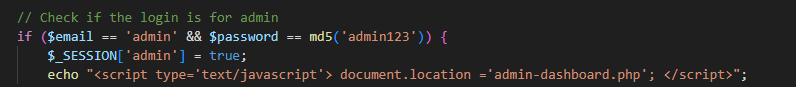 // Check if the login is for admin
if ($email == 'admin' && $password == md5('admin123')) {
$_SESSION['admin'] = true;
echo "<script type='text/javascript'> document.location ='admin-dashboard.php'; </script>";